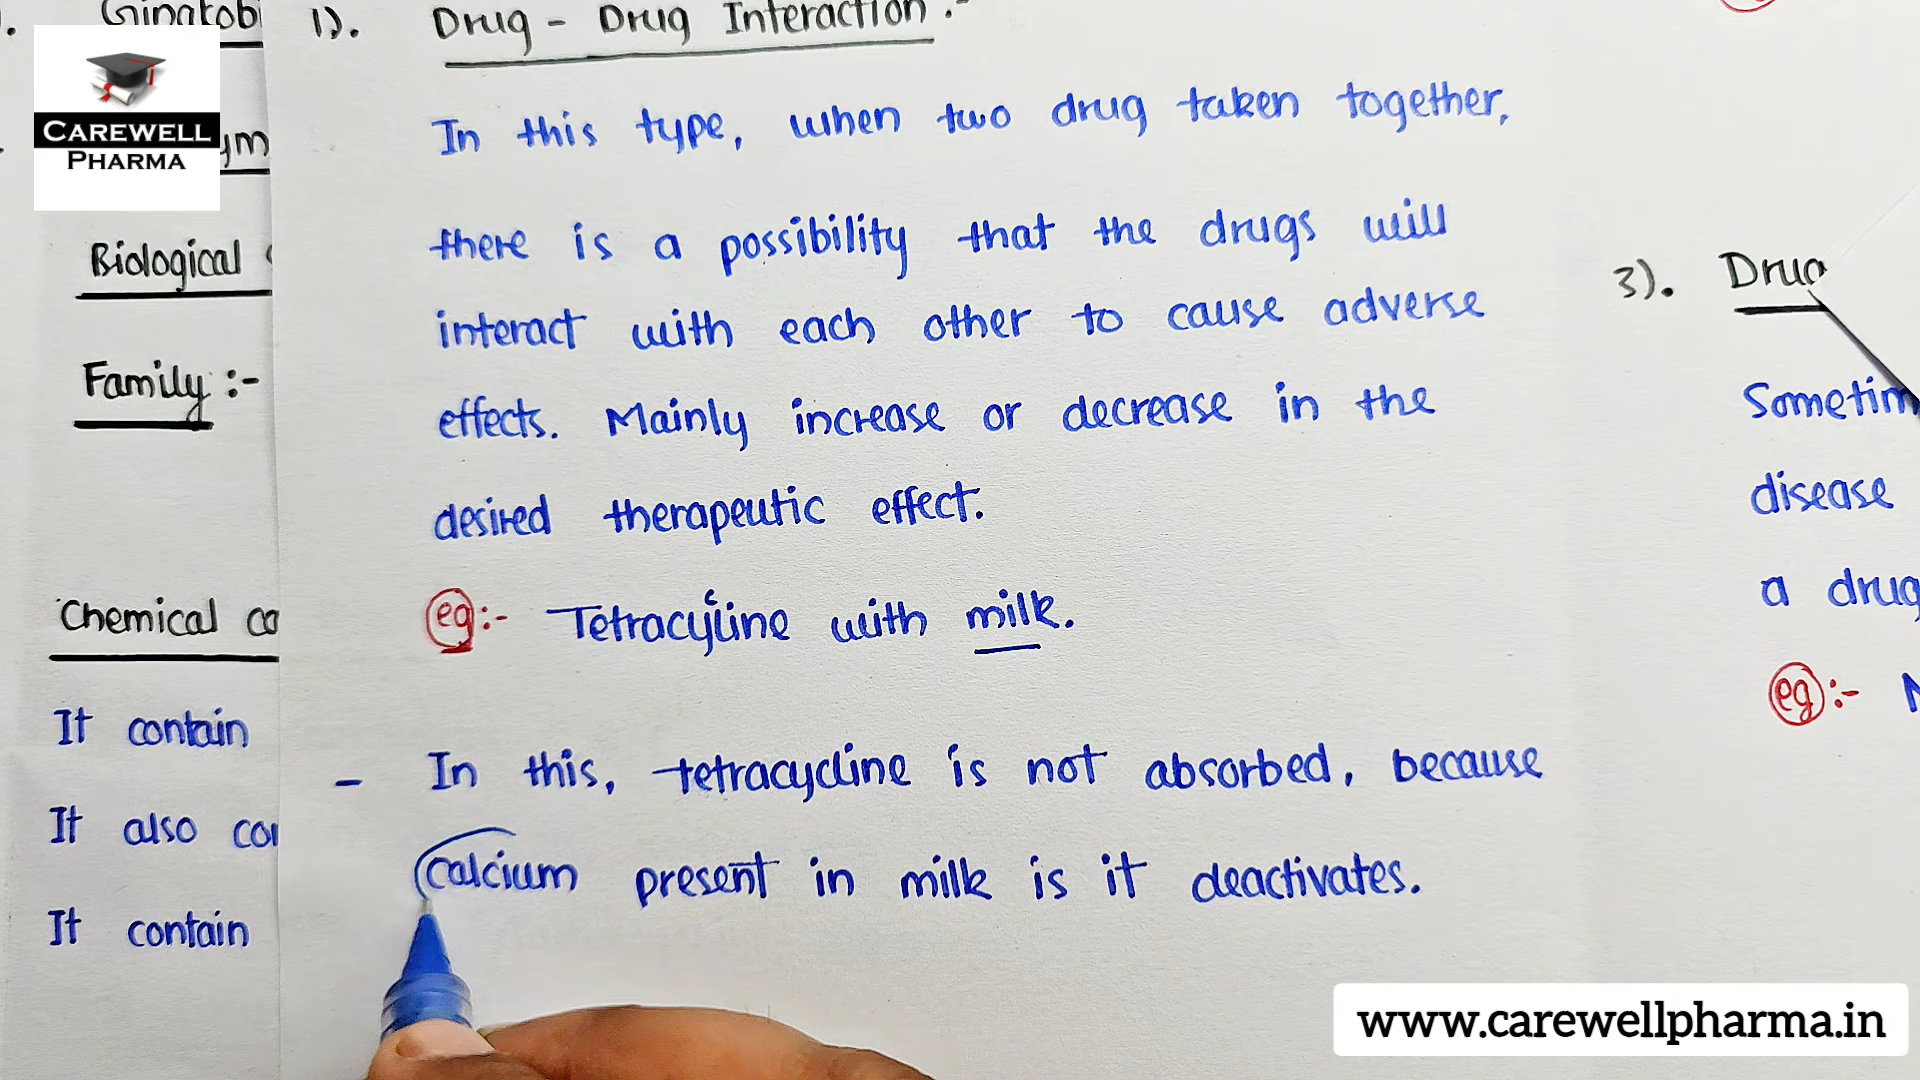 1). Drug - Drug Interaction :-
In this type, when two drug taken together,
there is a possibility that the drugs will
interact with each other to cause adverse
effects. Mainly increase or decrease in the
desired therapeutic effect.
eg :- Tetracycline with milk.
- In this, tetracycline is not absorbed, because
calcium present in milk is it deactivates.
CAREWELL
PHARMA
Biological
Family :-
Chemical co
It contain
It also con
It contain
3). Drug
Sometim
disease
a drug
eg :-
www.carewellpharma.in